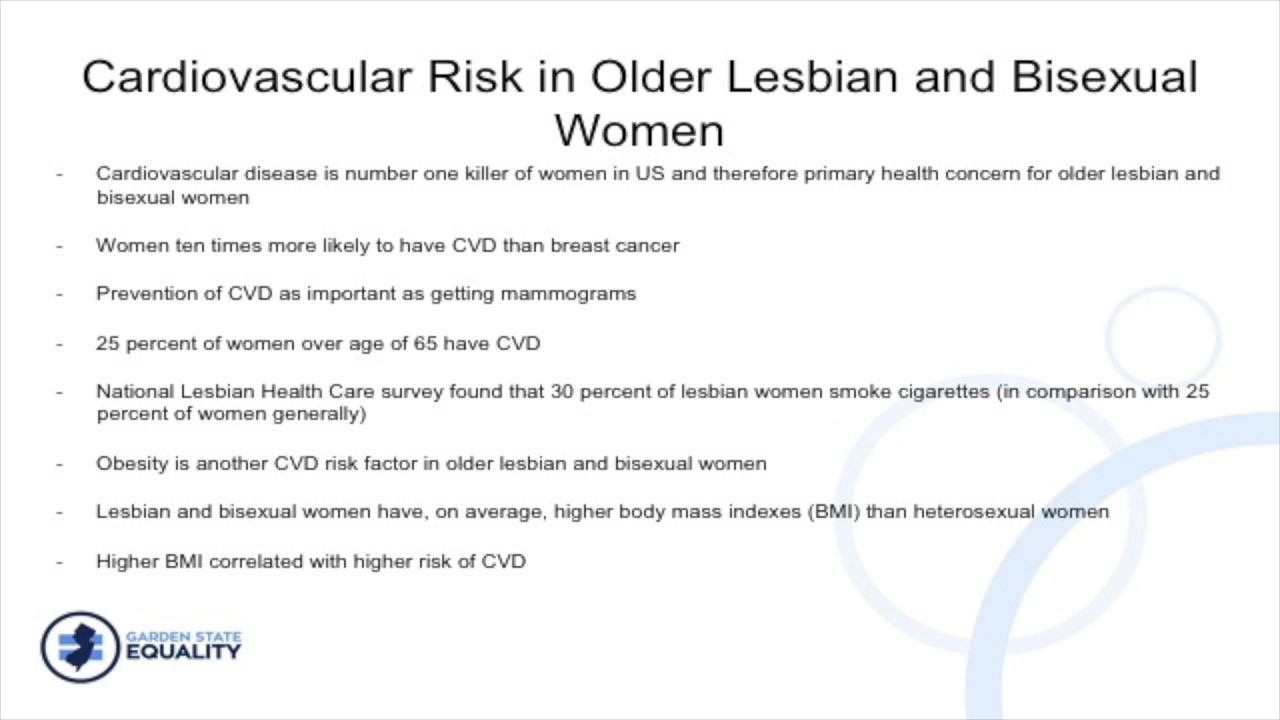 Cardiovascular Risk in Older Lesbian and Bisexual
Women
- Cardiovascular disease is number one killer of women in US and therefore primary health concern for older lesbian and
bisexual women
- Women ten times more likely to have CVD than breast cancer
- Prevention of CVD as important as getting mammograms
- 25 percent of women over age of 65 have CVD
- National Lesbian Health Care survey found that 30 percent of lesbian women smoke cigarettes (in comparison with 25
percent of women generally)
- Obesity is another CVD risk factor in older lesbian and bisexual women
- Lesbian and bisexual women have, on average, higher body mass indexes (BMI) than heterosexual women
- Higher BMI correlated with higher risk of CVD
GARDEN STATE
EQUALITY